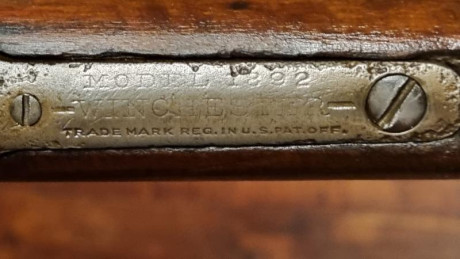 MODEL 1892
-WINCHESTER-
TRADE MARK REG. IN U.S. PAT. OFF.